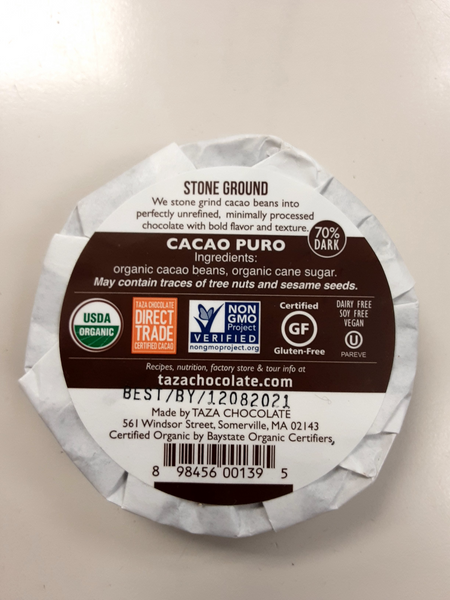 STONE GROUND
We stone grind cacao beans into
perfectly unrefined, minimally processed
chocolate with bold flavor and texture.
70%
DARK
CACAO PURO
Ingredients:
organic cacao beans, organic cane sugar.
May contain traces of tree nuts and sesame seeds.
USDA
ORGANIC
TAZA CHOCOLATE
DIRECT
TRADE
CERTIFIED CACAO
NON
GMO
Project
VERIFIED
nongmoproject.org
Certified
GF
Gluten-Free
DAIRY FREE
SOY FREE
VEGAN
U
PAREVE
Recipes, nutrition, factory store & tour info at
tazachocolate.com
BEST/BY/12082021
Made by TAZA CHOCOLATE
561 Windsor Street, Somerville, MA 02143
Certified Organic by Baystate Organic Certifiers,
8 98456 00139 5